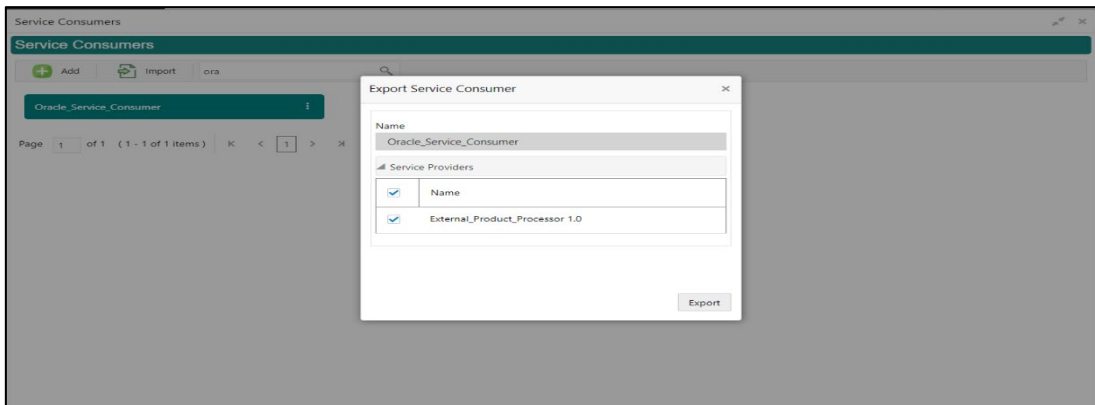 Service Consumers
Service Consumers
Add Import ora
Oracle_Service_Consumer
Page 1 of 1 (1 - 1 of 1 items) K < 1 > >|
Export Service Consumer
Name
Oracle_Service_Consumer
Service Providers
Name
External_Product_Processor 1.0
Export